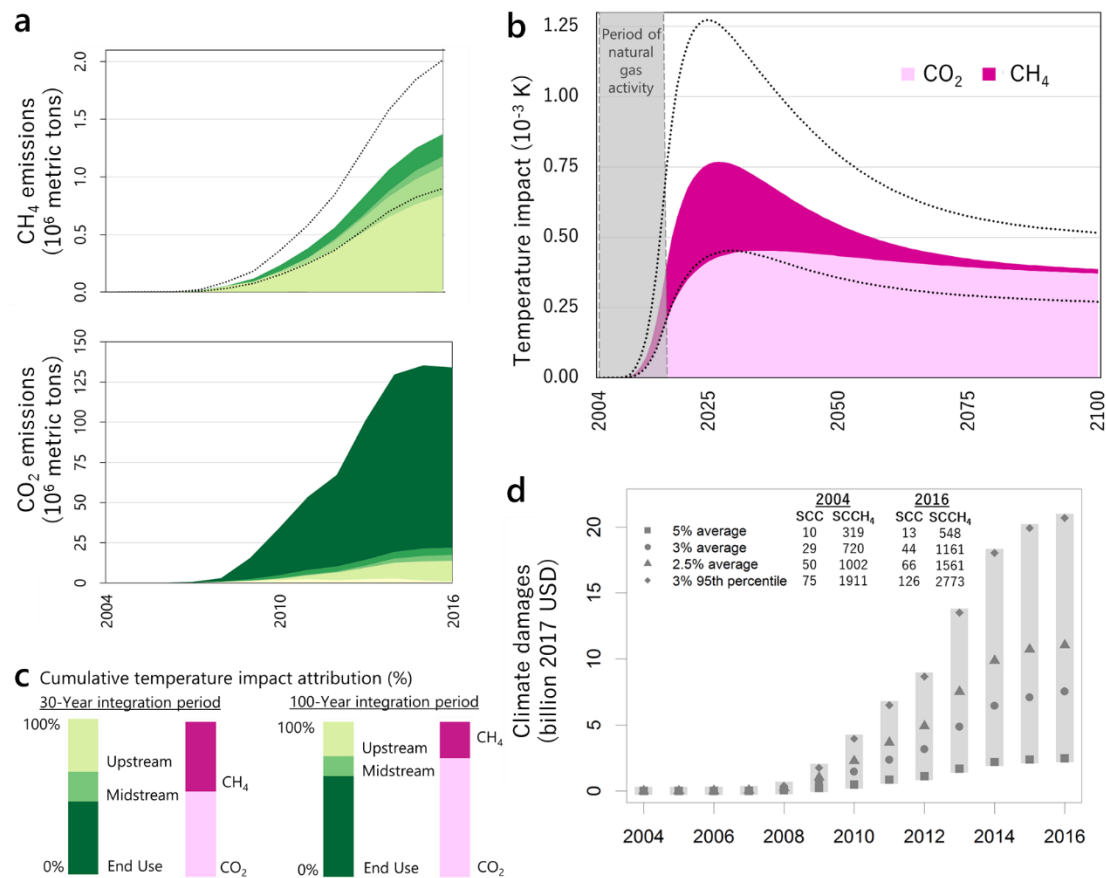 a
CH₄ emissions
(10⁶ metric tons)
2.0
1.5
1.0
0.5
0.0
CO₂ emissions
(10⁶ metric tons)
150
125
100
75
50
25
0
2004
2010
2016
b
Temperature impact (10⁻³ K)
1.25
1.00
0.75
0.50
0.25
0.00
Period of
natural
gas
activity
CO₂
CH₄
2004
2025
2050
2075
2100
c Cumulative temperature impact attribution (%)
30-Year integration period
100%
Upstream
Midstream
0%
End Use
CH₄
CO₂
100-Year integration period
100%
Upstream
Midstream
0%
End Use
CH₄
CO₂
d
Climate damages
(billion 2017 USD)
20
15
10
5
0
2004 2016
SCC SCCH₄ SCC SCCH₄
5% average 10 319 13 548
3% average 29 720 44 1161
2.5% average 50 1002 66 1561
3% 95th percentile 75 1911 126 2773
2004 2006 2008 2010 2012 2014 2016